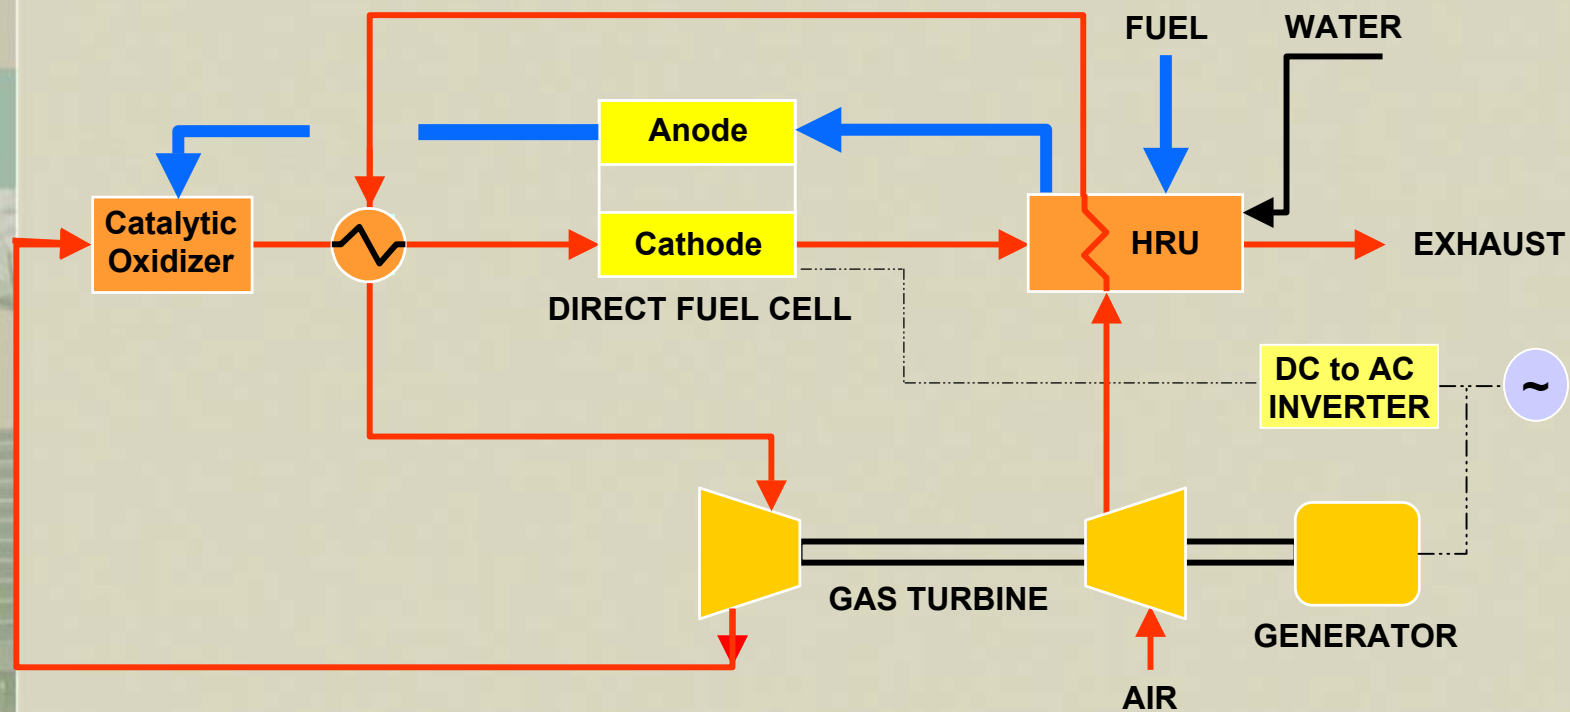 FUEL
WATER
Anode
Catalytic
Oxidizer
Cathode
HRU
EXHAUST
DIRECT FUEL CELL
DC to AC
INVERTER
~
GAS TURBINE
GENERATOR
AIR